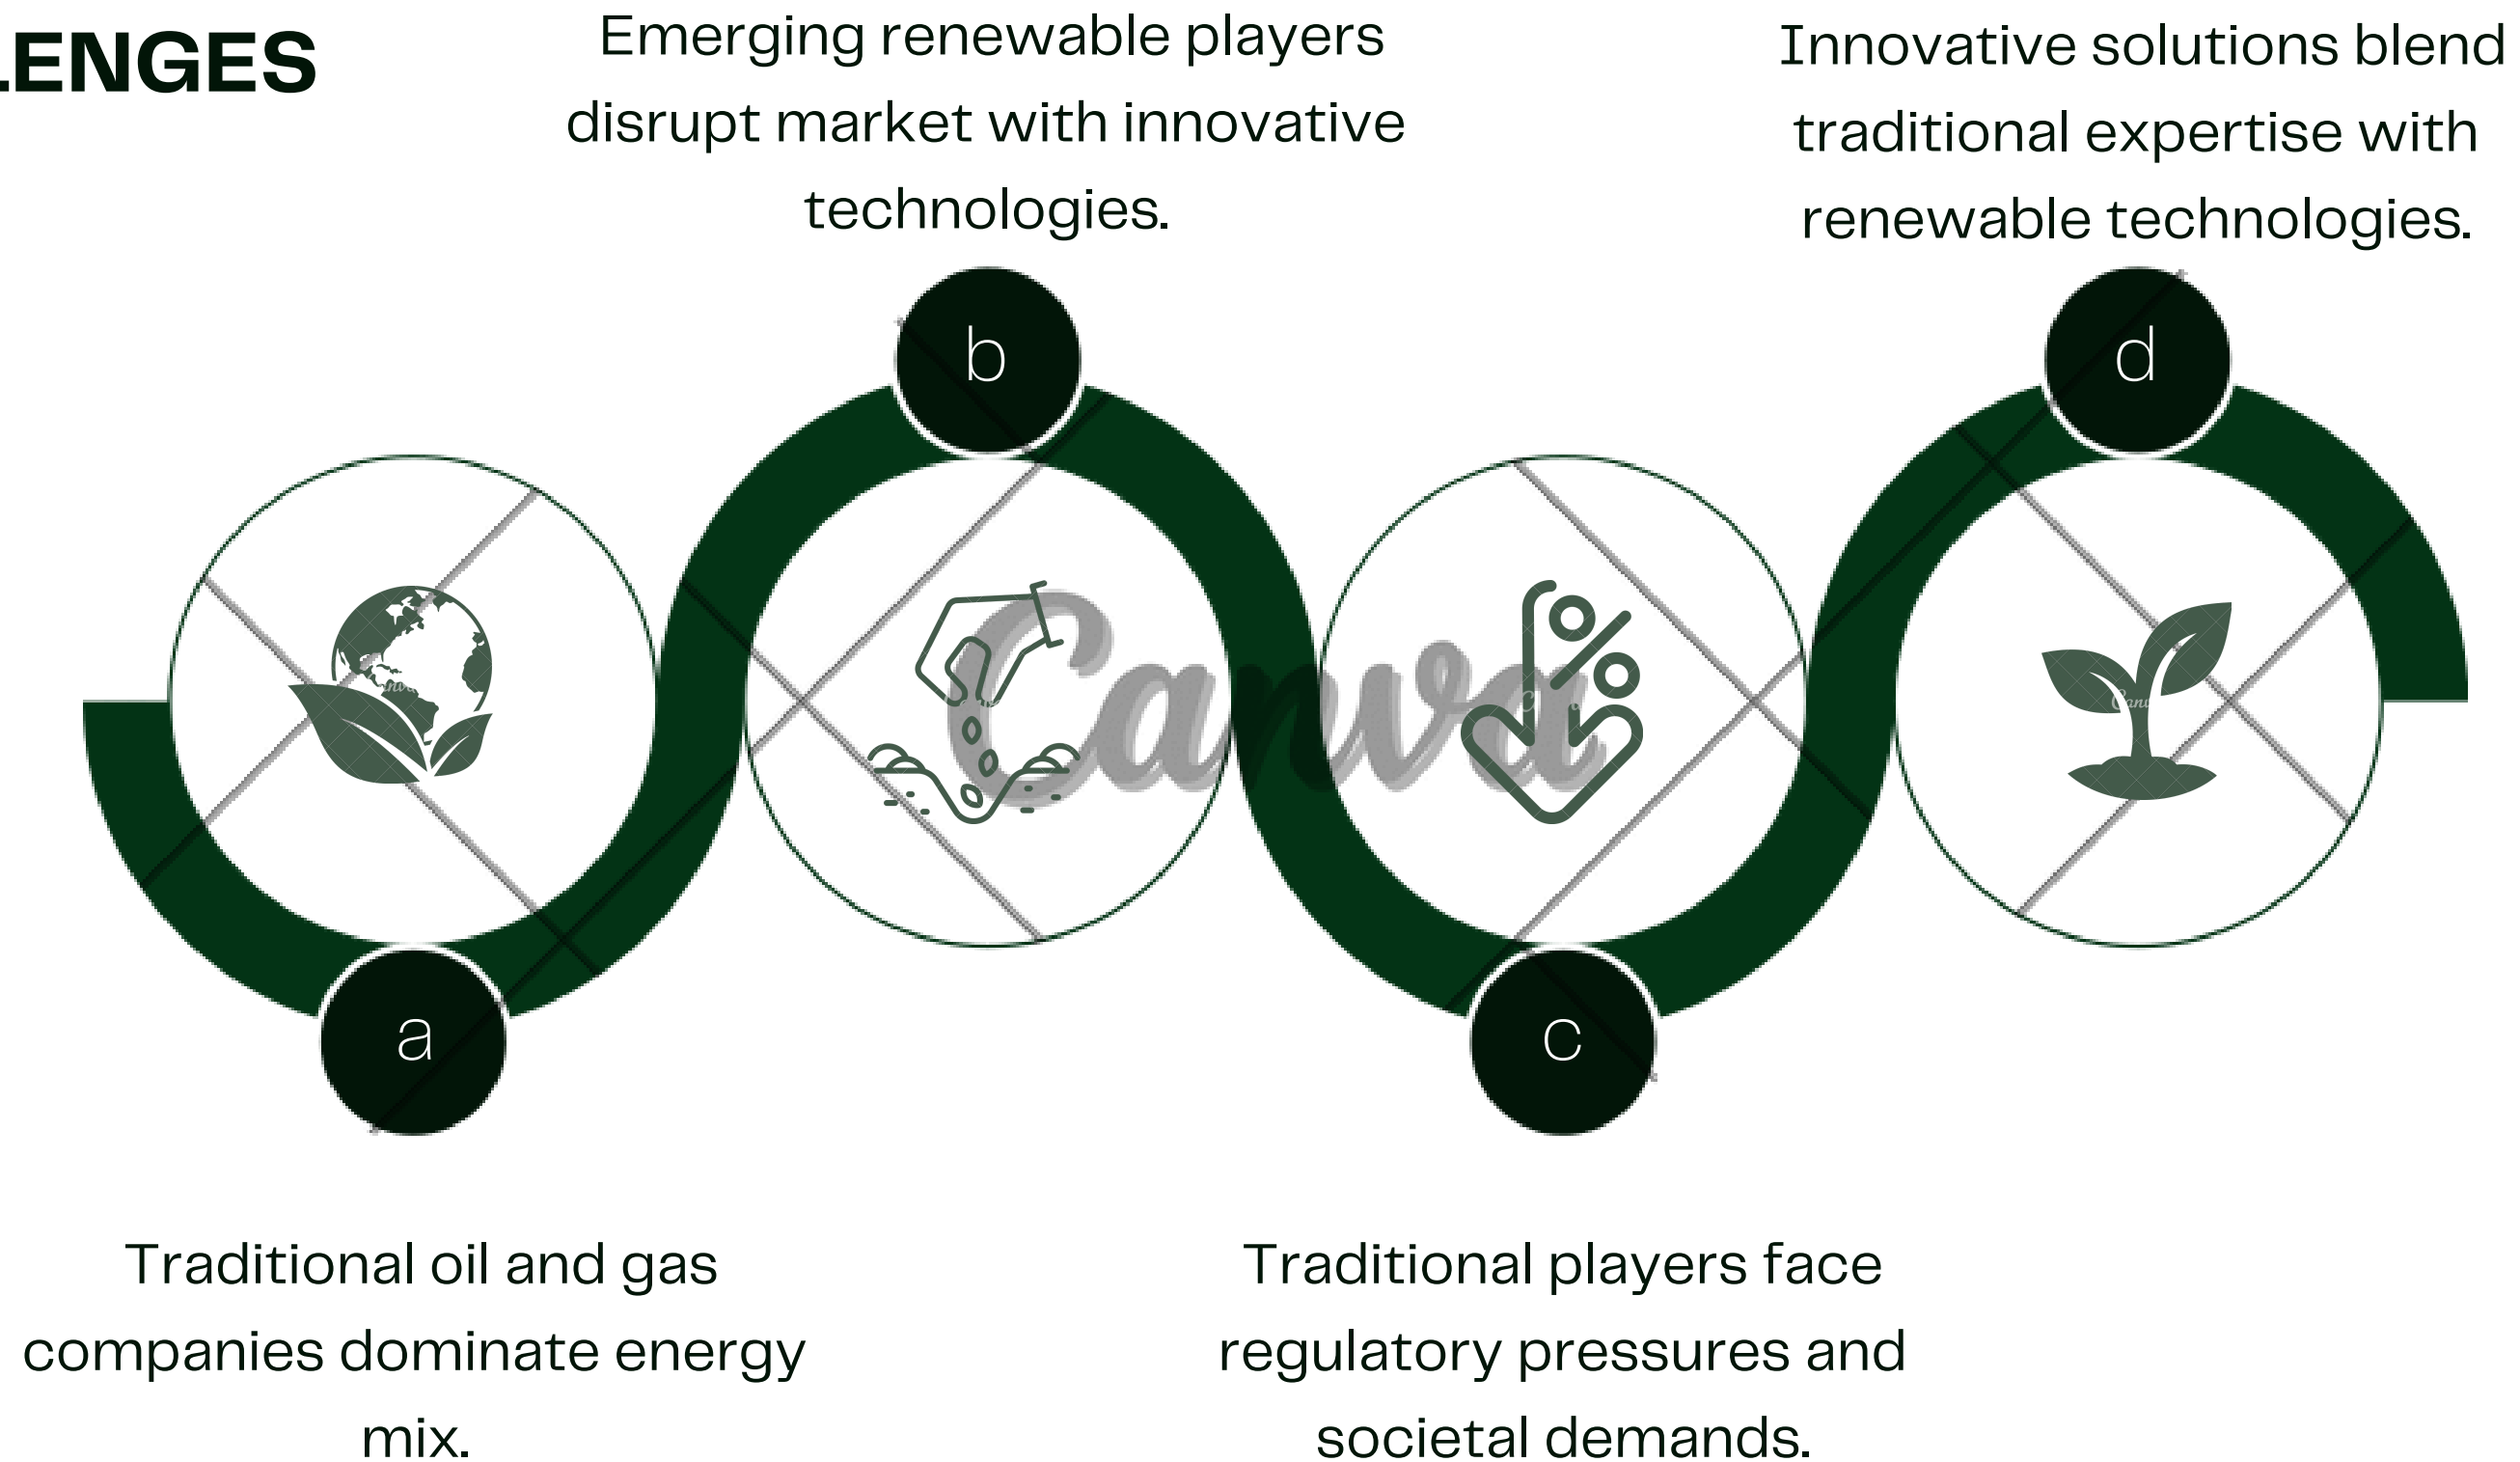 LENGES
Emerging renewable players
disrupt market with innovative
technologies.
Innovative solutions blend
traditional expertise with
renewable technologies.
b
d
Canva
a
c
Traditional oil and gas
companies dominate energy
mix.
Traditional players face
regulatory pressures and
societal demands.